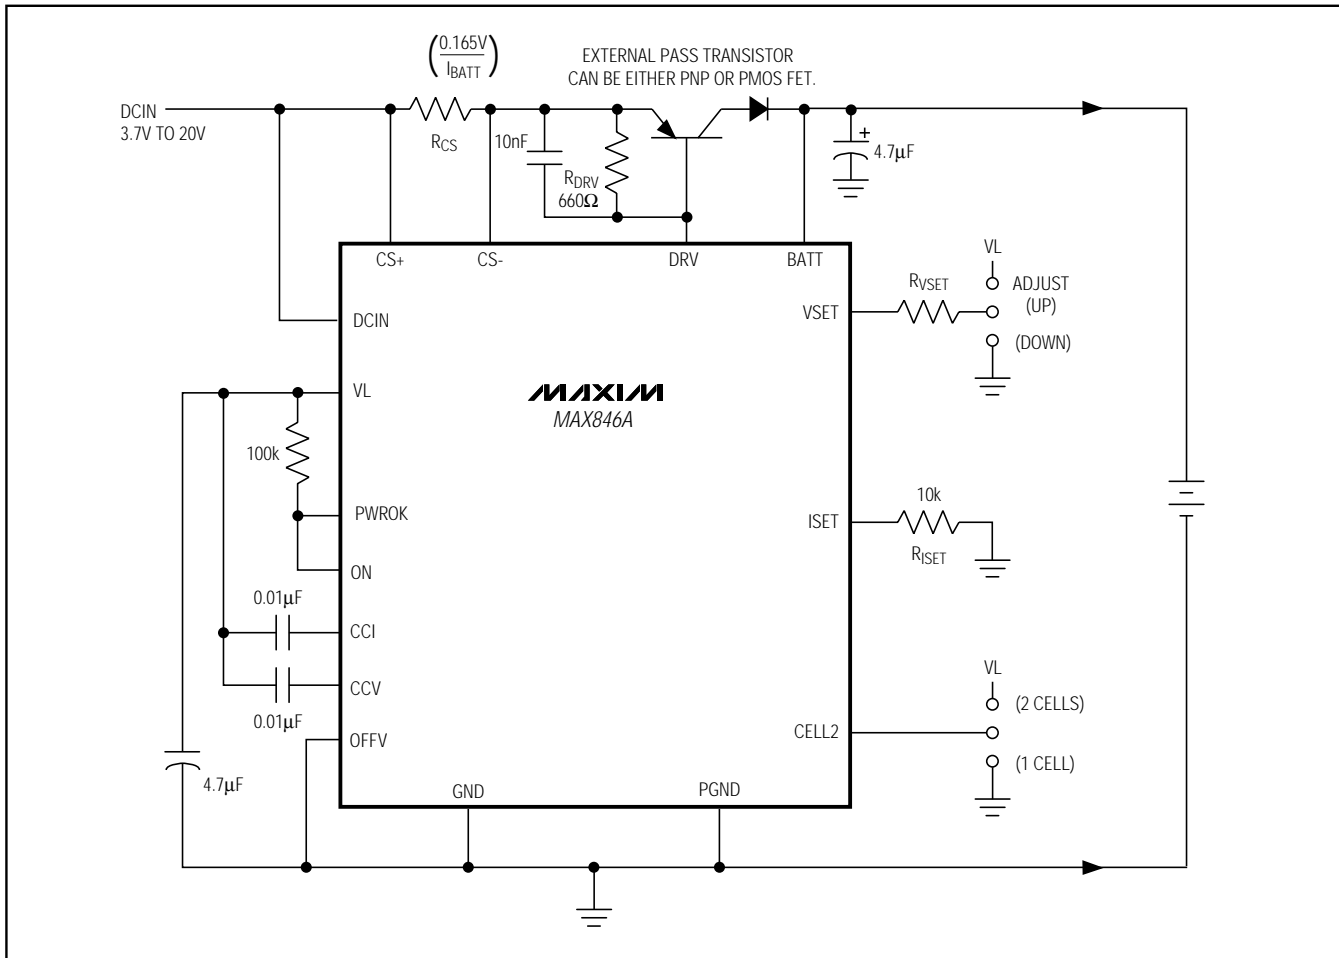 (0.165V
IBATT)
EXTERNAL PASS TRANSISTOR
CAN BE EITHER PNP OR PMOS FET.
DCIN
3.7V TO 20V
RCS
10nF
RDRV
660Ω
+
4.7μF
CS+
CS-
DRV
BATT
DCIN
VSET
RVSET
VL
ADJUST
(UP)
(DOWN)
VL
MAXIM
MAX846A
100k
PWROK
ON
ISET
10k
RISET
0.01μF
CCI
CCV
0.01μF
OFFV
4.7μF
GND
PGND
CELL2
VL
(2 CELLS)
(1 CELL)